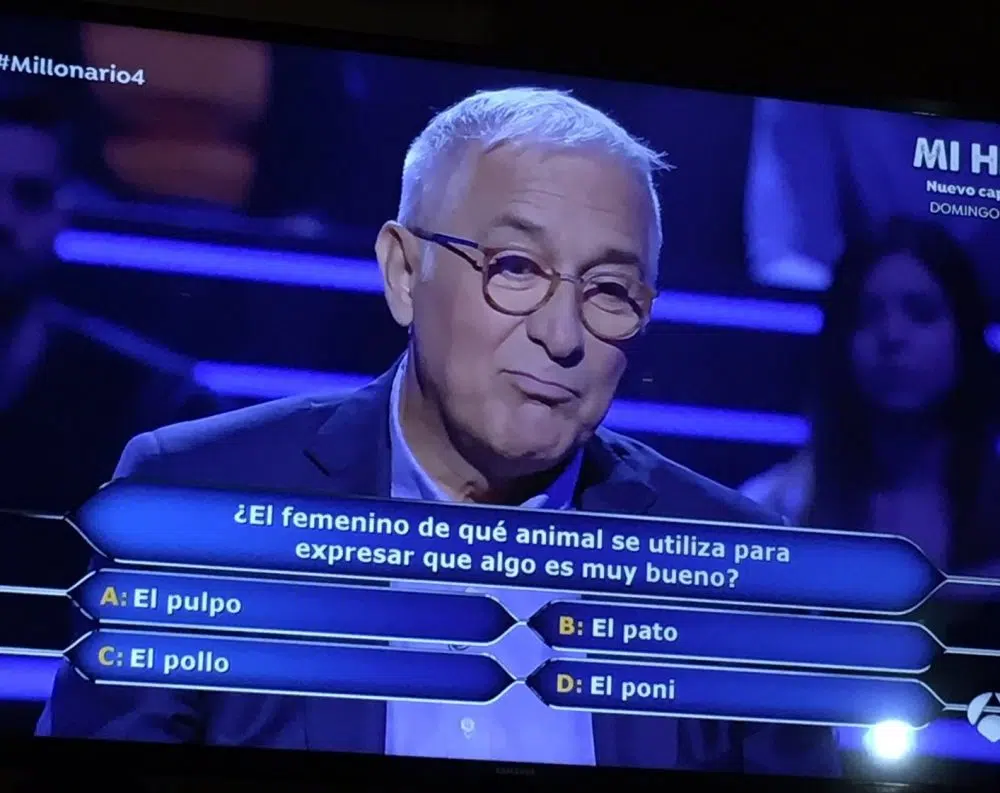 #Millonario4
MI H
Nuevo cap
DOMINGO
¿El femenino de qué animal se utiliza para
expresar que algo es muy bueno?
A: El pulpo
B: El pato
C: El pollo
D: El poni
SAMSUNG